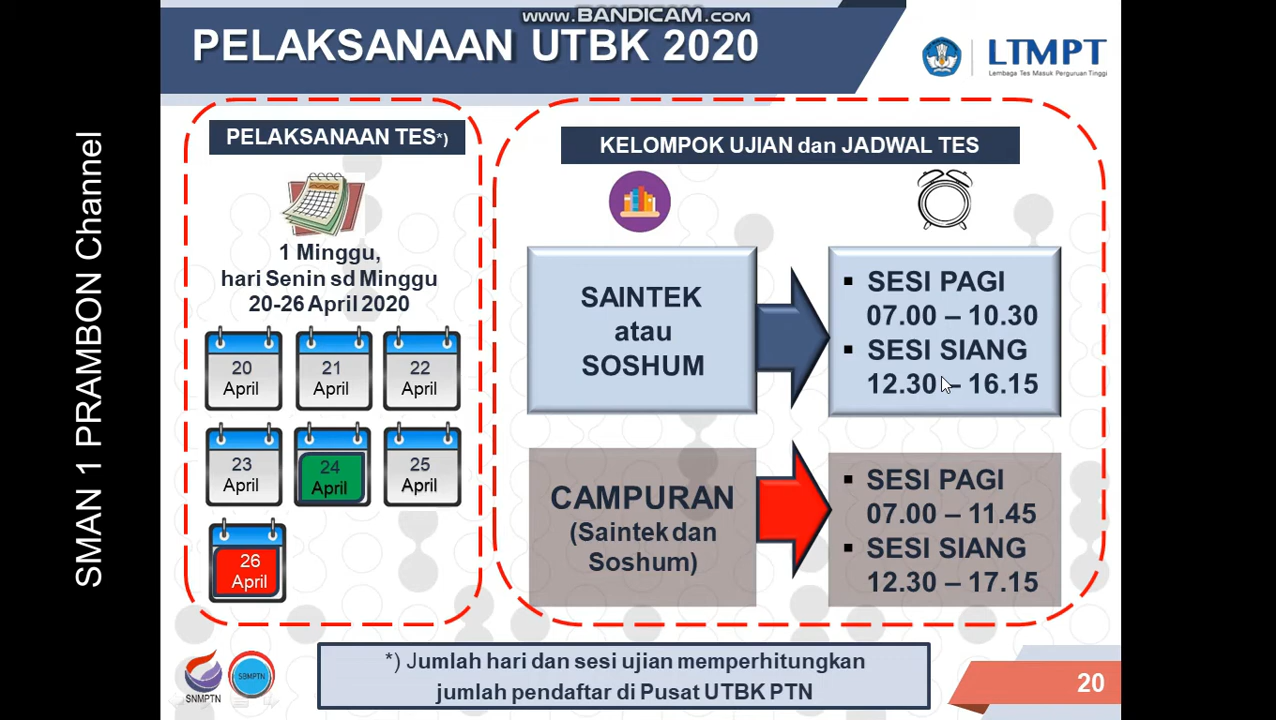 www.BANDICAM.com
PELAKSANAAN UTBK 2020
LTMPT
Lembaga Tes Masuk Perguruan Tinggi
SMAN 1 PRAMBON Channel
PELAKSANAAN TES*)
1 Minggu,
hari Senin sd Minggu
20-26 April 2020
20
April
21
April
22
April
23
April
24
April
25
April
26
April
KELOMPOK UJIAN dan JADWAL TES
SAINTEK
atau
SOSHUM
▪ SESI PAGI
07.00 – 10.30
▪ SESI SIANG
12.30 – 16.15
CAMPURAN
(Saintek dan
Soshum)
▪ SESI PAGI
07.00 – 11.45
▪ SESI SIANG
12.30 – 17.15
SNMPTN
SBMPTN
*) Jumlah hari dan sesi ujian memperhitungkan
jumlah pendaftar di Pusat UTBK PTN
20